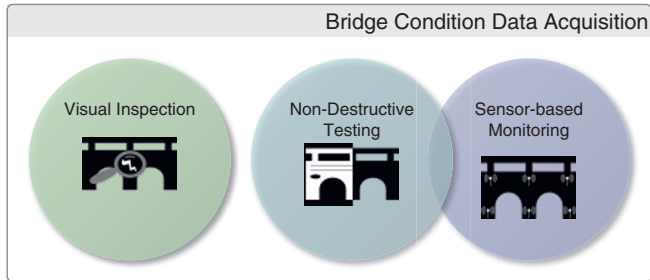 Bridge Condition Data Acquisition
Visual Inspection
Non-Destructive
Testing
Sensor-based
Monitoring